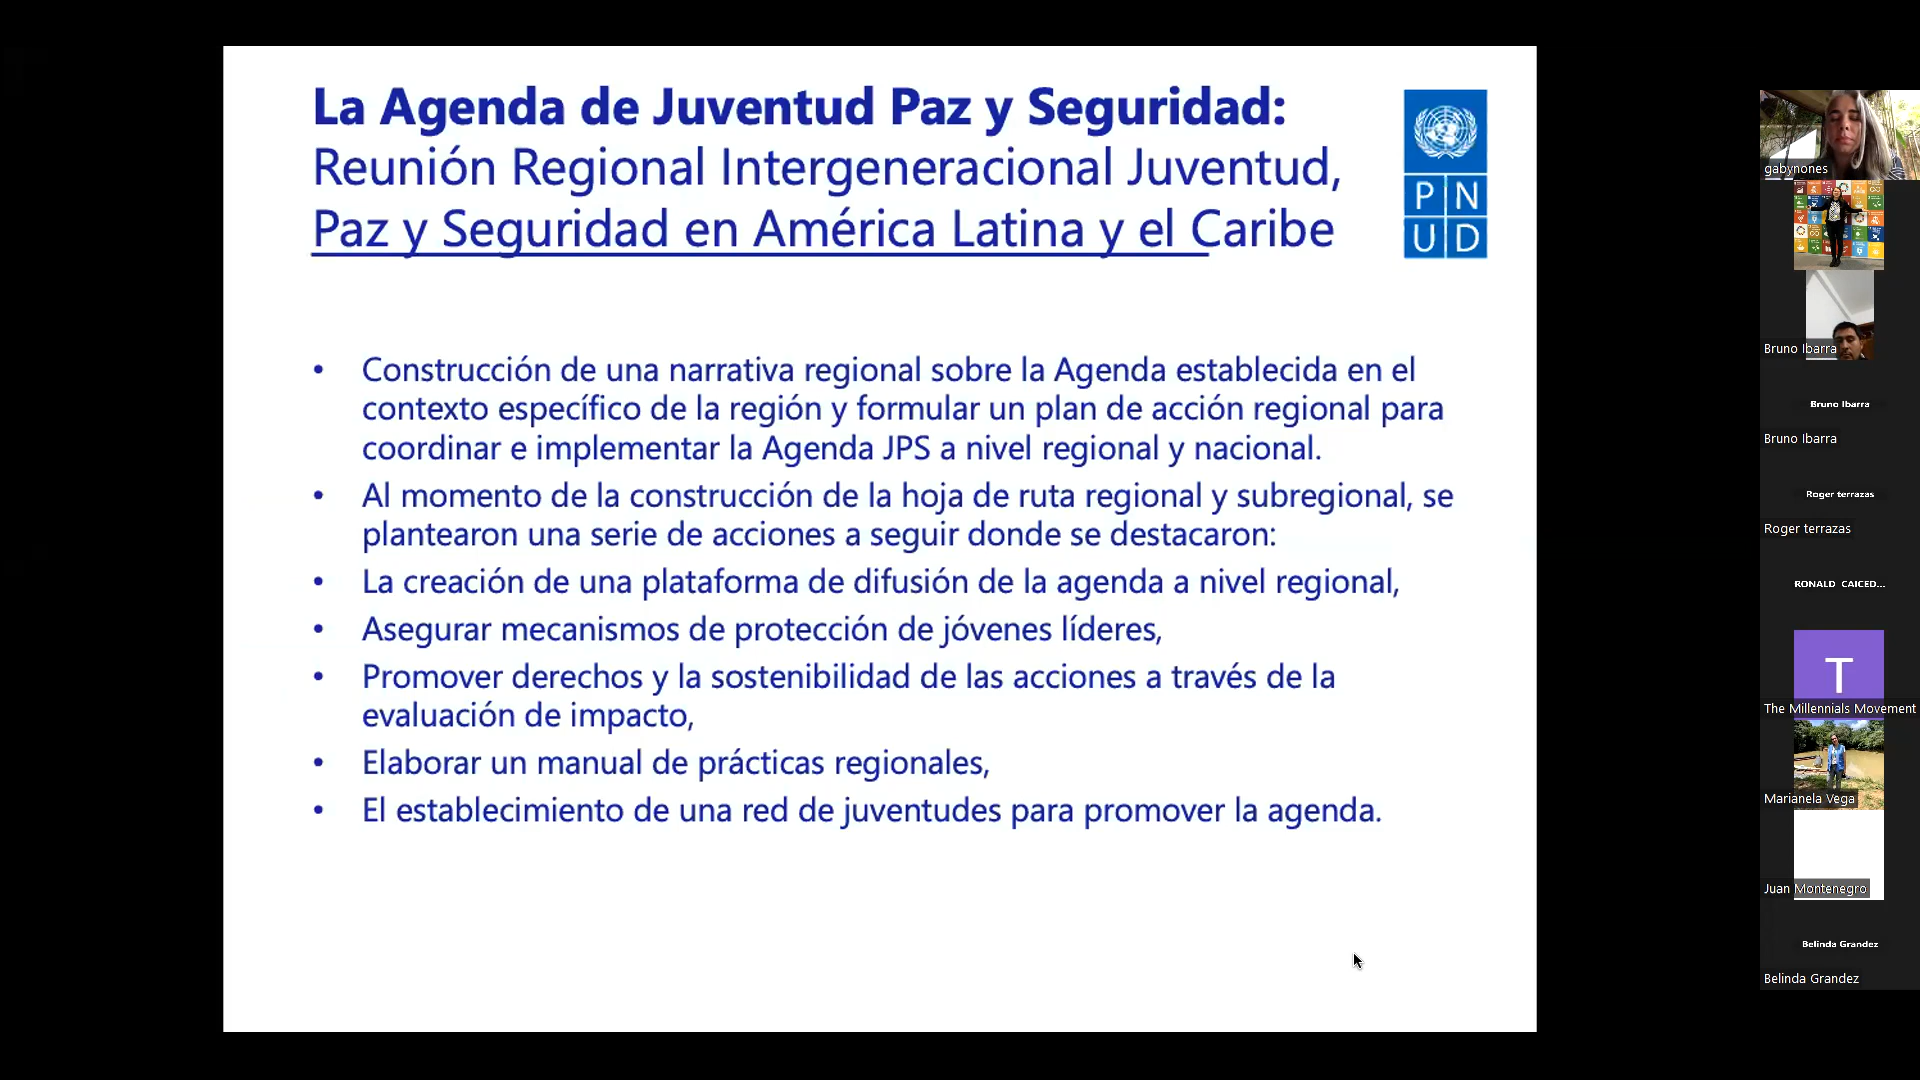 La Agenda de Juventud Paz y Seguridad:
Reunión Regional Intergeneracional Juventud,
Paz y Seguridad en América Latina y el Caribe
P N
U D
• Construcción de una narrativa regional sobre la Agenda establecida en el
contexto específico de la región y formular un plan de acción regional para
coordinar e implementar la Agenda JPS a nivel regional y nacional.
• Al momento de la construcción de la hoja de ruta regional y subregional, se
plantearon una serie de acciones a seguir donde se destacaron:
• La creación de una plataforma de difusión de la agenda a nivel regional,
• Asegurar mecanismos de protección de jóvenes líderes,
• Promover derechos y la sostenibilidad de las acciones a través de la
evaluación de impacto,
• Elaborar un manual de prácticas regionales,
• El establecimiento de una red de juventudes para promover la agenda.
gabynones
Bruno Ibarra
Bruno Ibarra
Bruno Ibarra
Roger terrazas
Roger terrazas
RONALD CAICED...
T
The Millennials Movement
Marianela Vega
Juan Montenegro
Belinda Grandez
Belinda Grandez